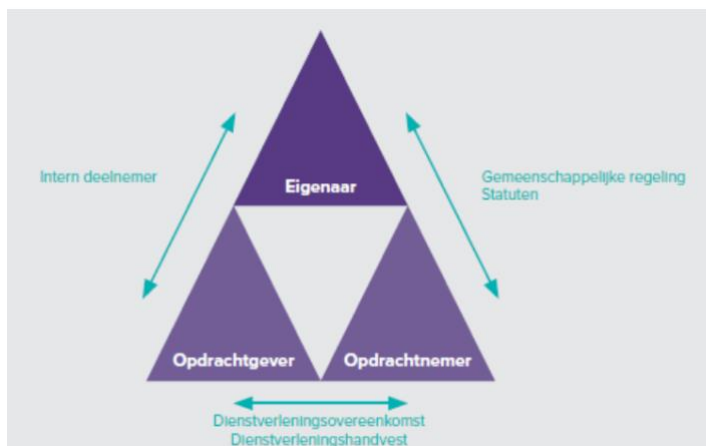 Eigenaar
Intern deelnemer
Gemeenschappelijke regeling
Statuten
Opdrachtgever
Opdrachtnemer
Dienstverleningsovereenkomst
Dienstverleningshandvest